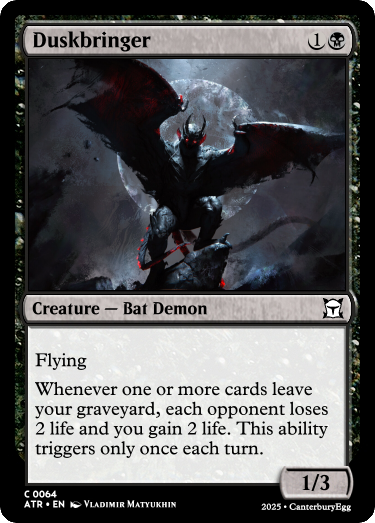 Duskbringer 1
Creature — Bat Demon
Flying
Whenever one or more cards leave
your graveyard, each opponent loses
2 life and you gain 2 life. This ability
triggers only once each turn.
1/3
C 0064
ATR • EN Vladimir Matyukhin
2025 • CanterburyEgg